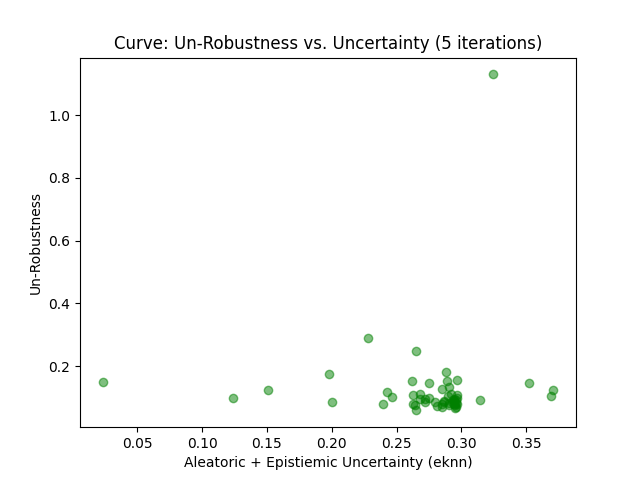 Curve: Un-Robustness vs. Uncertainty (5 iterations)
Un-Robustness
1.0
0.8
0.6
0.4
0.2
0.05 0.10 0.15 0.20 0.25 0.30 0.35
Aleatoric + Epistiemic Uncertainty (eknn)